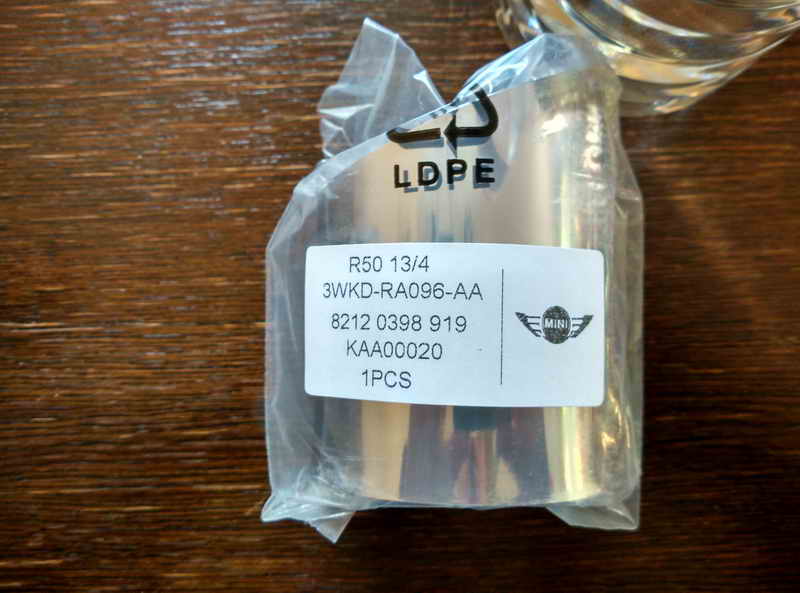 LDPE
R50 13/4
3WKD-RA096-AA
8212 0398 919
KAA00020
1PCS
MINI